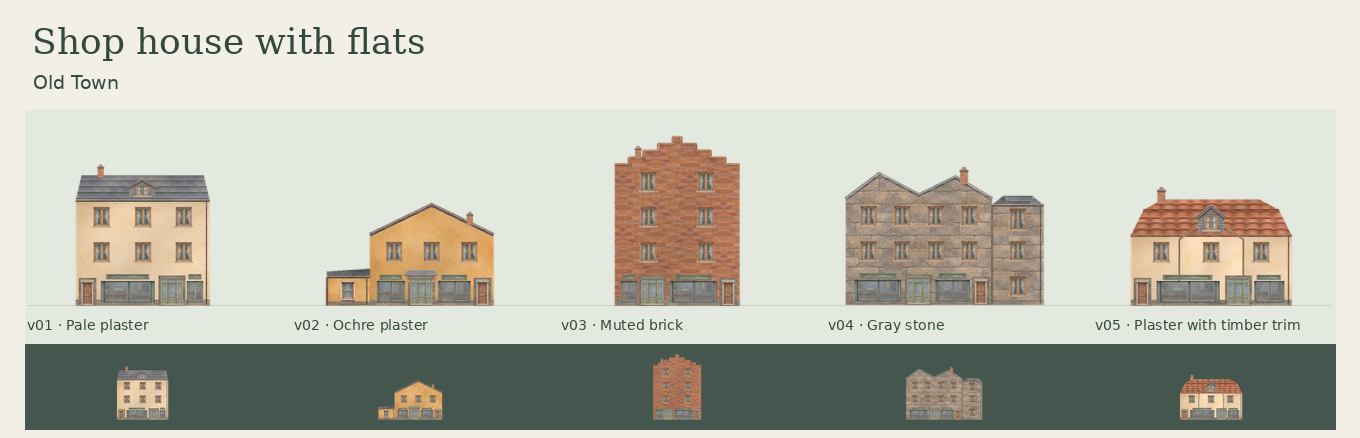 Shop house with flats
Old Town
v01 · Pale plaster
v02 · Ochre plaster
v03 · Muted brick
v04 · Gray stone
v05 · Plaster with timber trim